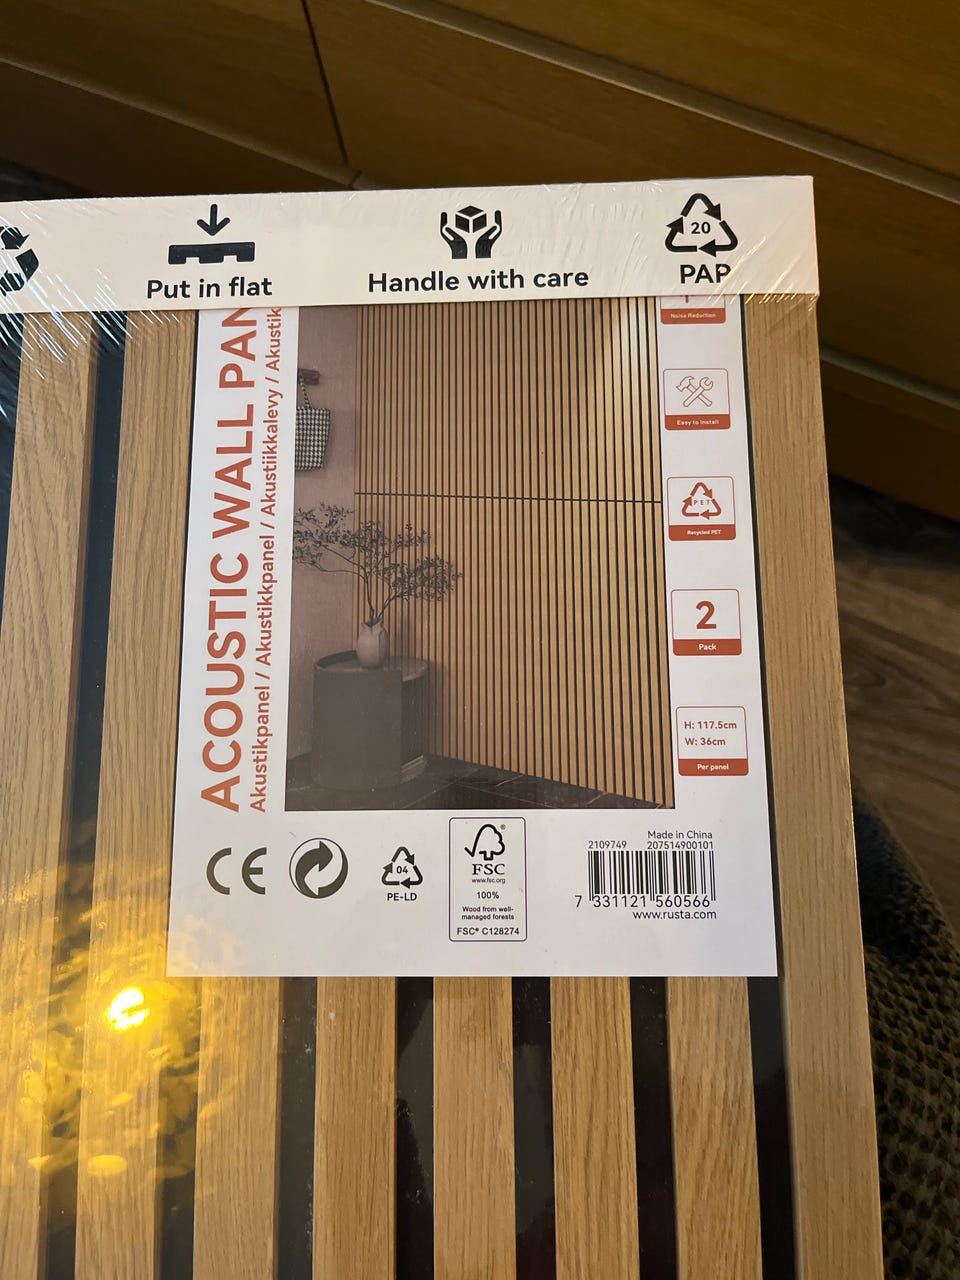 Put in flat
Handle with care
20
PAP
ACOUSTIC WALL PAN
Akustikpanel / Akustikkpanel / Akustiikkalevy / Akustik
Noise Reduction
Easy to install
PET
Recycled PET
2
Pack
H: 117.5cm
W: 36cm
Per panel
CE
04
PE-LD
®
FSC
www.fsc.org
100%
Wood from well-
managed forests
FSC® C128274
Made in China
2109749 207514900101
7 331121 560566
www.rusta.com